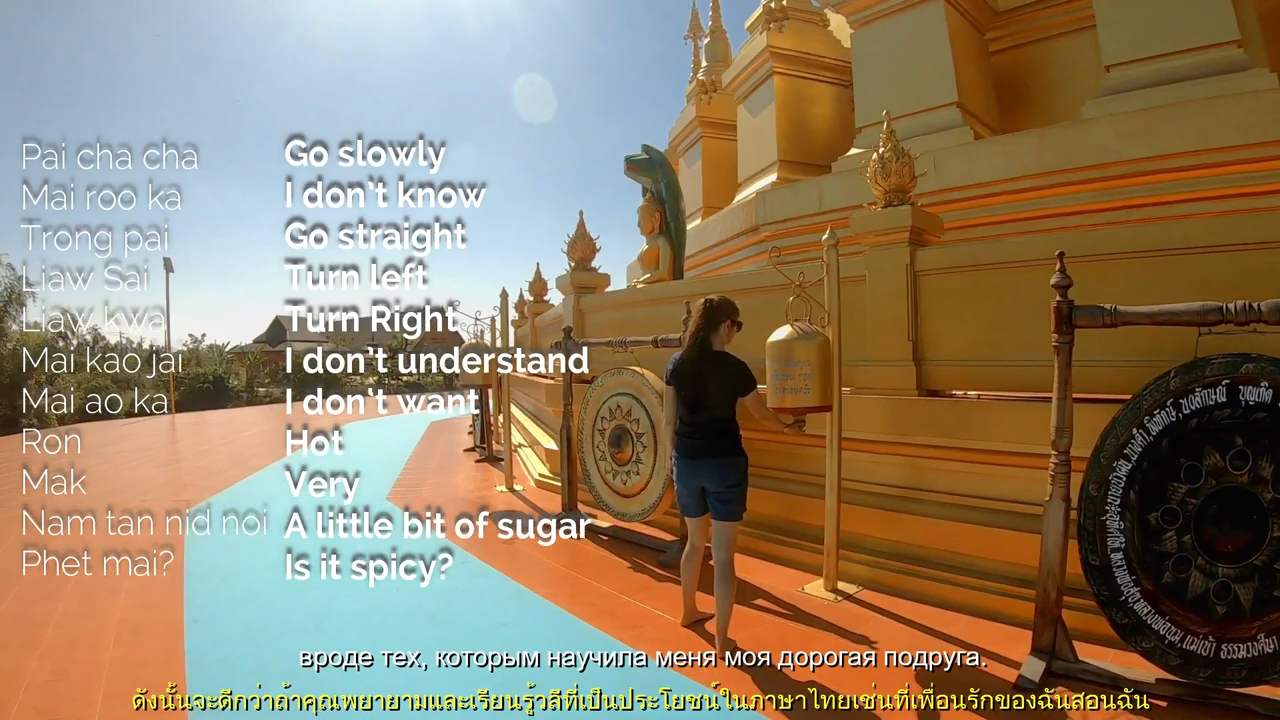 Pai cha cha Go slowly
Mai roo ka I don't know
Trong pai Go straight
Liaw Sai Turn left
Liaw kwa Turn Right
Mai kao jai I don't understand
Mai ao ka I don't want
Ron Hot
Mak Very
Nam tan nid noi A little bit of sugar
Phet mai? Is it spicy?
вроде тех, которым научила меня моя дорогая подруга.
ดังนั้นจะดีกว่าถ้าคุณพยายามและเรียนรู้วลีที่เป็นประโยชน์ในภาษาไทยเช่นที่เพื่อนรักของฉันสอนฉัน